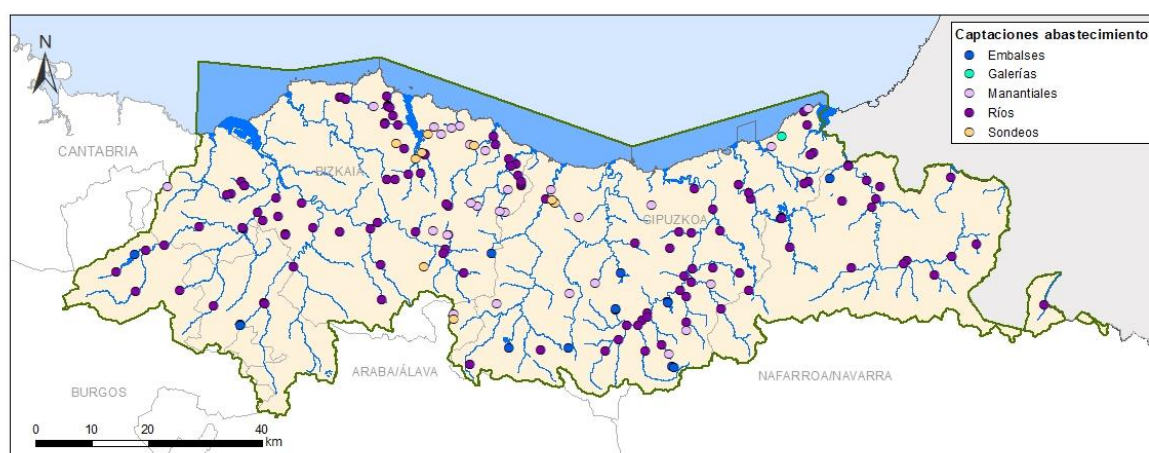 N
Captaciones abastecimiento
Embalses
Galerías
Manantiales
Ríos
Sondeos
CANTABRIA
BIZKAIA
GIPUZKOA
BURGOS
ARABA/ÁLAVA
NAFARROA/NAVARRA
0 10 20 40
km